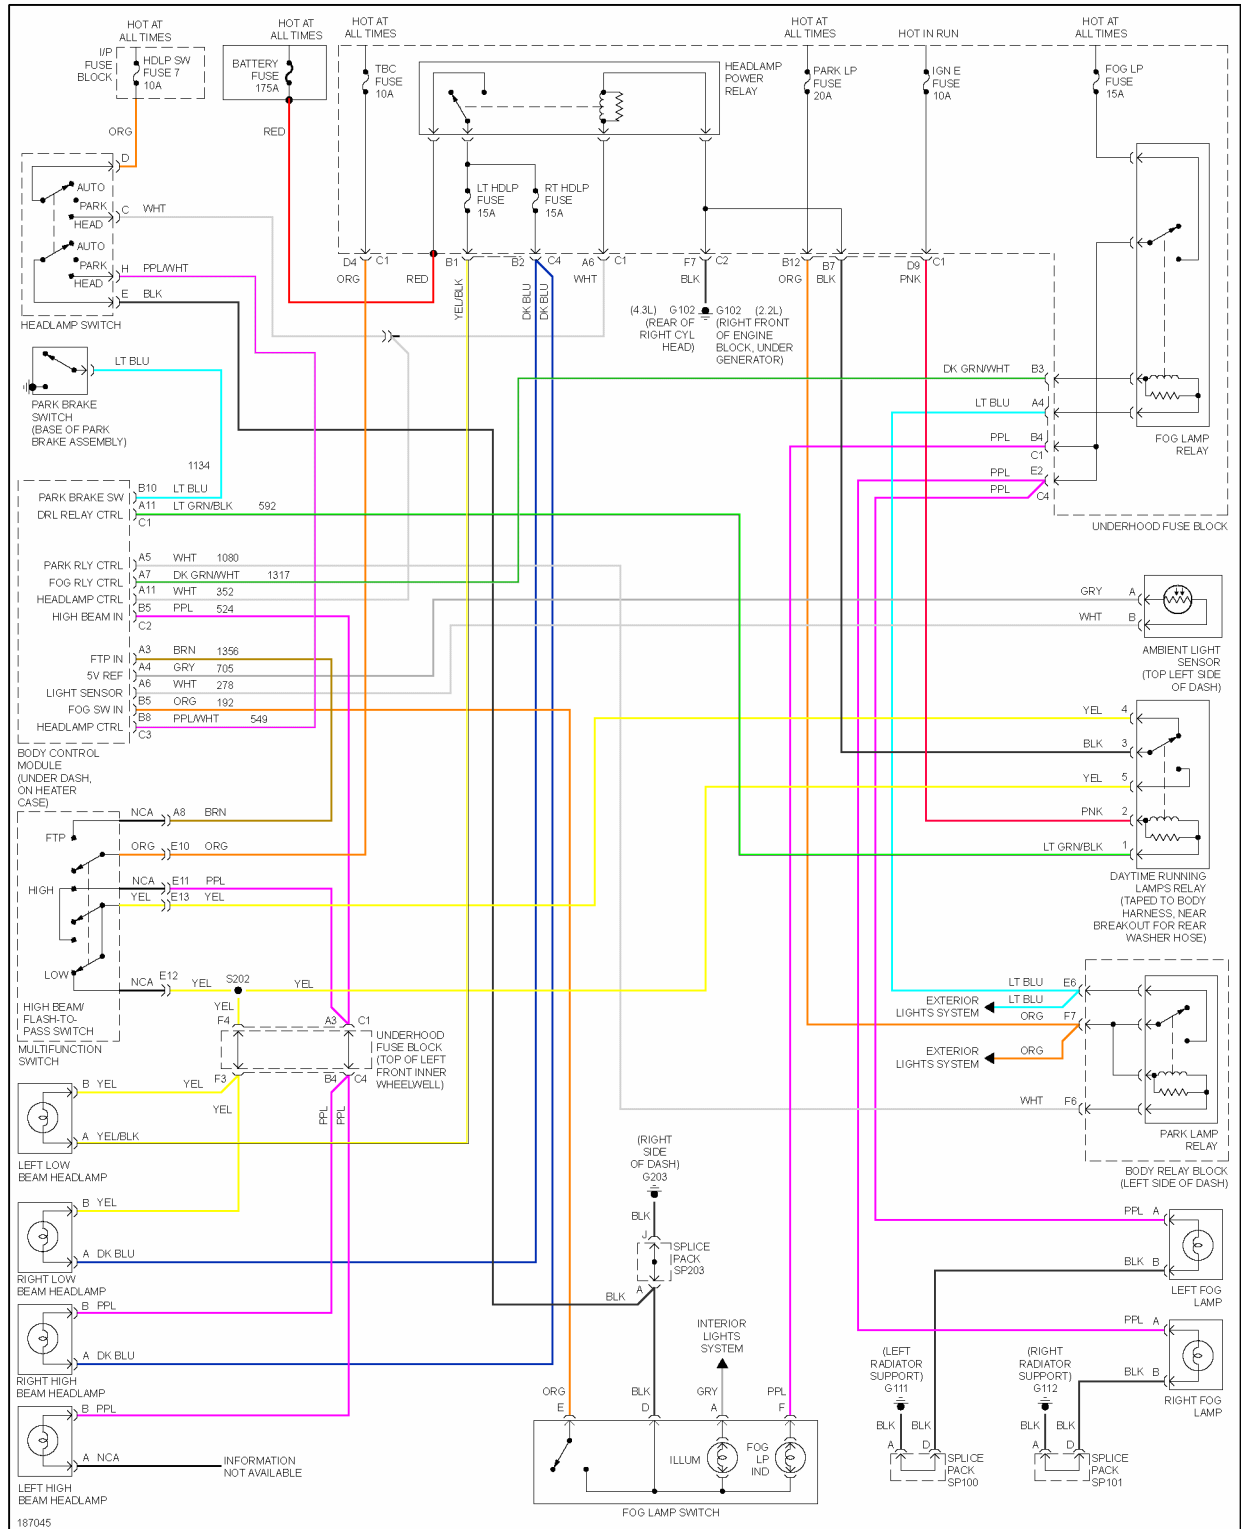 HOT AT
ALL TIMES
HOT AT
ALL TIMES
HOT AT
ALL TIMES
HOT AT
ALL TIMES
HOT IN RUN
HOT AT
ALL TIMES
I/P
FUSE
BLOCK
HDLP SW
FUSE 7
10A
BATTERY
FUSE
175A
TBC
FUSE
10A
HEADLAMP
POWER
RELAY
PARK LP
FUSE
20A
IGN E
FUSE
10A
FOG LP
FUSE
15A
ORG
RED
D
AUTO
PARK
HEAD
C WHT
AUTO
PARK
HEAD
H PPL/WHT
E BLK
HEADLAMP SWITCH
LT HDLP
FUSE
15A
RT HDLP
FUSE
15A
D4 C1
ORG
RED
B1
YEL/BLK
B2 C4
DK BLU
DK BLU
A6 C1
WHT
F7 C2
BLK
B12
ORG
B7
BLK
D9 C1
PNK
(4.3L) G102
(REAR OF
RIGHT CYL
HEAD)
G102 (2.2L)
(RIGHT FRONT
OF ENGINE
BLOCK, UNDER
GENERATOR)
LT BLU
PARK BRAKE
SWITCH
(BASE OF PARK
BRAKE ASSEMBLY)
DK GRN/WHT B3
LT BLU A4
PPL B4
C1
PPL E2
PPL C4
FOG LAMP
RELAY
UNDERHOOD FUSE BLOCK
1134
PARK BRAKE SW B10 LT BLU
DRL RELAY CTRL A11 LT GRN/BLK 592
C1
PARK RLY CTRL A5 WHT 1080
FOG RLY CTRL A7 DK GRN/WHT 1317
HEADLAMP CTRL A11 WHT 352
HIGH BEAM IN B5 PPL 524
C2
FTP IN A3 BRN 1356
5V REF A4 GRY 705
LIGHT SENSOR A6 WHT 278
FOG SW IN B5 ORG 192
HEADLAMP CTRL B8 PPL/WHT 549
C3
BODY CONTROL
MODULE
(UNDER DASH,
ON HEATER
CASE)
GRY A
WHT B
AMBIENT LIGHT
SENSOR
(TOP LEFT SIDE
OF DASH)
YEL 4
BLK 3
YEL 5
PNK 2
LT GRN/BLK 1
DAYTIME RUNNING
LAMPS RELAY
(TAPED TO BODY
HARNESS, NEAR
BREAKOUT FOR REAR
WASHER HOSE)
FTP
NCA A8 BRN
ORG E10 ORG
HIGH
NCA E11 PPL
YEL E13 YEL
LOW
NCA E12 YEL
S202
YEL
YEL
HIGH BEAM/
FLASH-TO-
PASS SWITCH
MULTIFUNCTION
SWITCH
F4 A3 C1
UNDERHOOD
FUSE BLOCK
(TOP OF LEFT
FRONT INNER
WHEELWELL)
F3 B4 C4
YEL
PPL
PPL
LT BLU E6
LT BLU
EXTERIOR
LIGHTS SYSTEM
ORG F7
ORG
EXTERIOR
LIGHTS SYSTEM
WHT F6
PARK LAMP
RELAY
BODY RELAY BLOCK
(LEFT SIDE OF DASH)
B YEL YEL
A YEL/BLK
LEFT LOW
BEAM HEADLAMP
B YEL
A DK BLU
RIGHT LOW
BEAM HEADLAMP
B PPL
A DK BLU
RIGHT HIGH
BEAM HEADLAMP
B PPL
A NCA
INFORMATION
NOT AVAILABLE
LEFT HIGH
BEAM HEADLAMP
(RIGHT
SIDE
OF DASH)
G203
BLK
J
SPLICE
PACK
SP203
A
BLK
INTERIOR
LIGHTS
SYSTEM
ORG
E
BLK
D
GRY
A
PPL
F
ILLUM
FOG
LP
IND
FOG LAMP SWITCH
PPL A
BLK B
LEFT FOG
LAMP
PPL A
BLK B
RIGHT FOG
LAMP
(LEFT
RADIATOR
SUPPORT)
G111
BLK BLK
A D
SPLICE
PACK
SP100
(RIGHT
RADIATOR
SUPPORT)
G112
BLK BLK
A D
SPLICE
PACK
SP101
187045